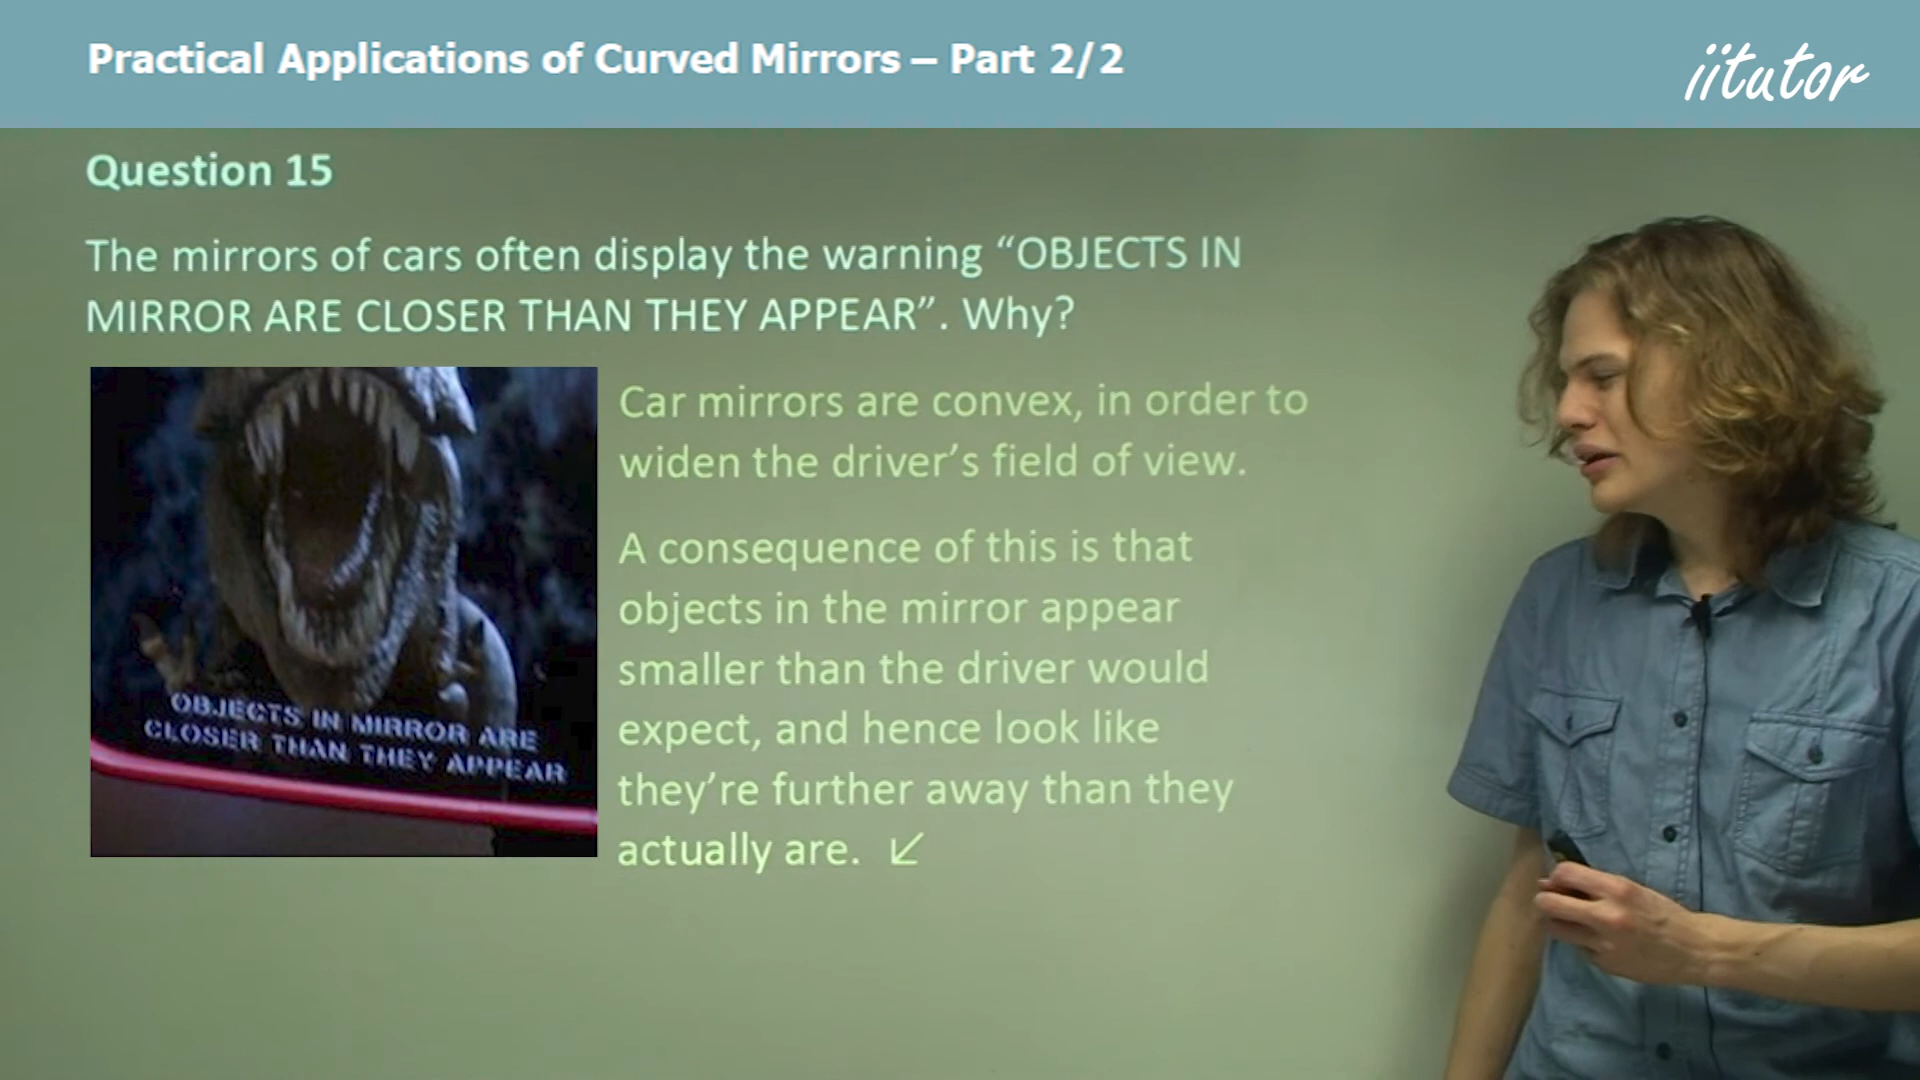 Practical Applications of Curved Mirrors – Part 2/2
iitutor
Question 15
The mirrors of cars often display the warning “OBJECTS IN
MIRROR ARE CLOSER THAN THEY APPEAR”. Why?
Car mirrors are convex, in order to
widen the driver’s field of view.
A consequence of this is that
objects in the mirror appear
smaller than the driver would
expect, and hence look like
they’re further away than they
actually are. ↙
OBJECTS IN MIRROR ARE
CLOSER THAN THEY APPEAR